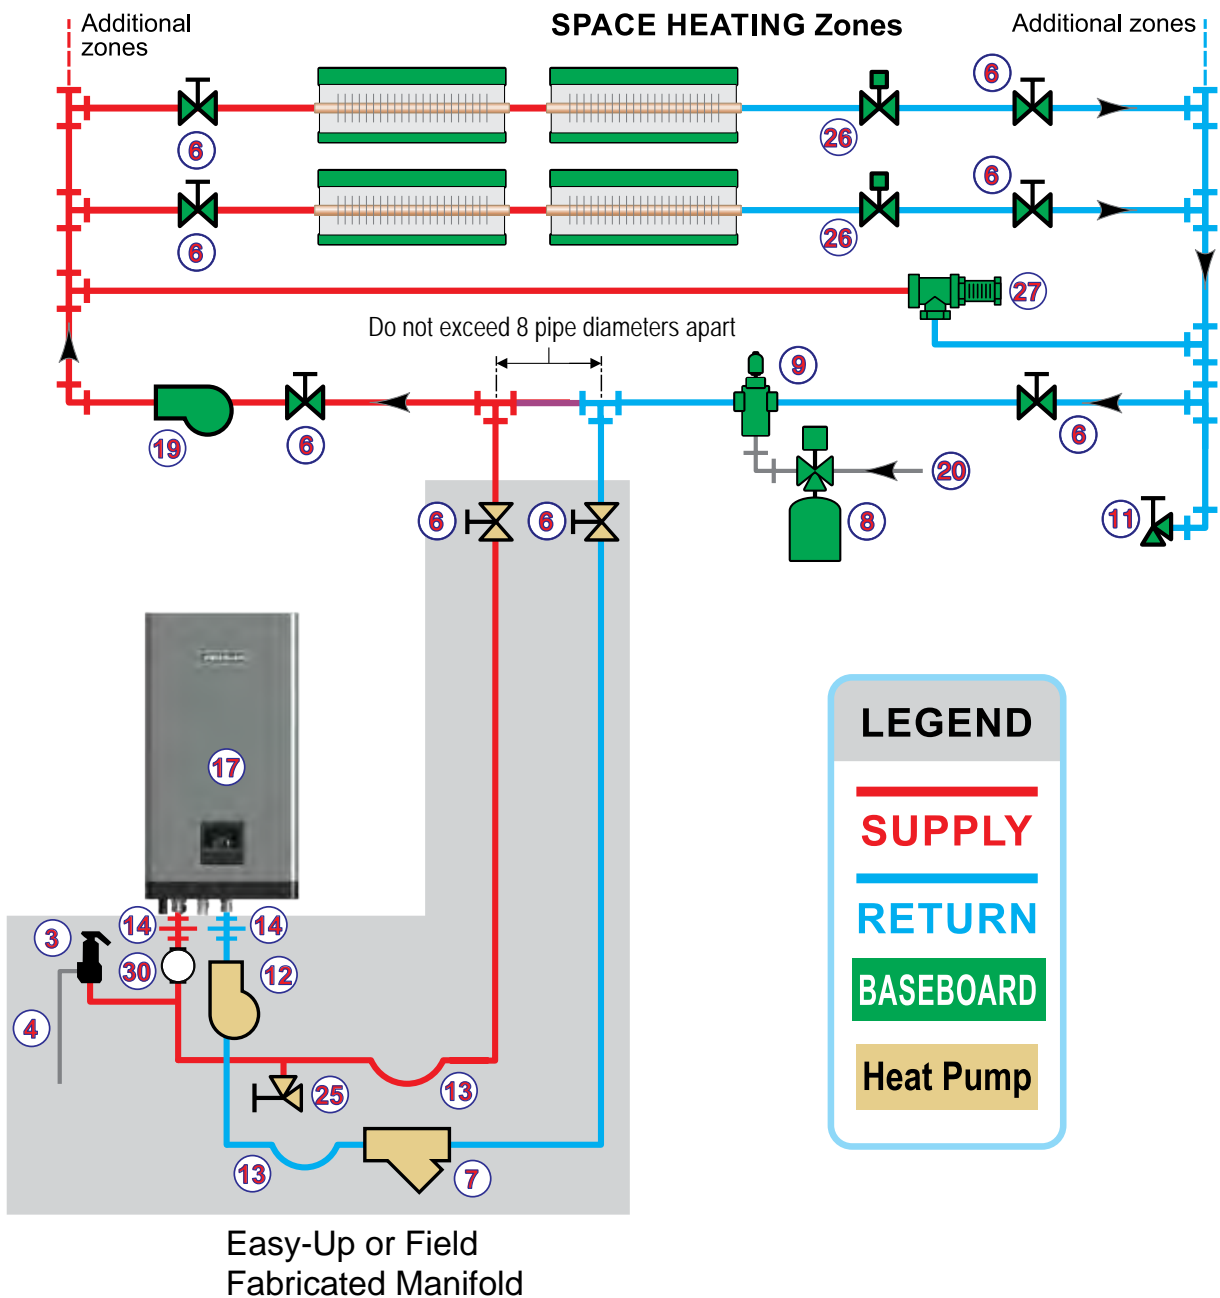 Additional
zones
SPACE HEATING Zones
Additional zones
6
6
26
6
6
26
6
6
27
Do not exceed 8 pipe diameters apart
9
19
6
6
20
6
6
8
11
17
LEGEND
SUPPLY
RETURN
BASEBOARD
Heat Pump
3
14
14
30
12
4
25
13
13
7
Easy-Up or Field
Fabricated Manifold